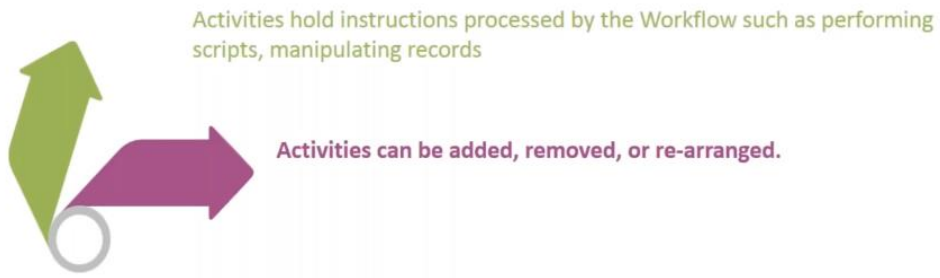 Activities hold instructions processed by the Workflow such as performing
scripts, manipulating records
Activities can be added, removed, or re-arranged.